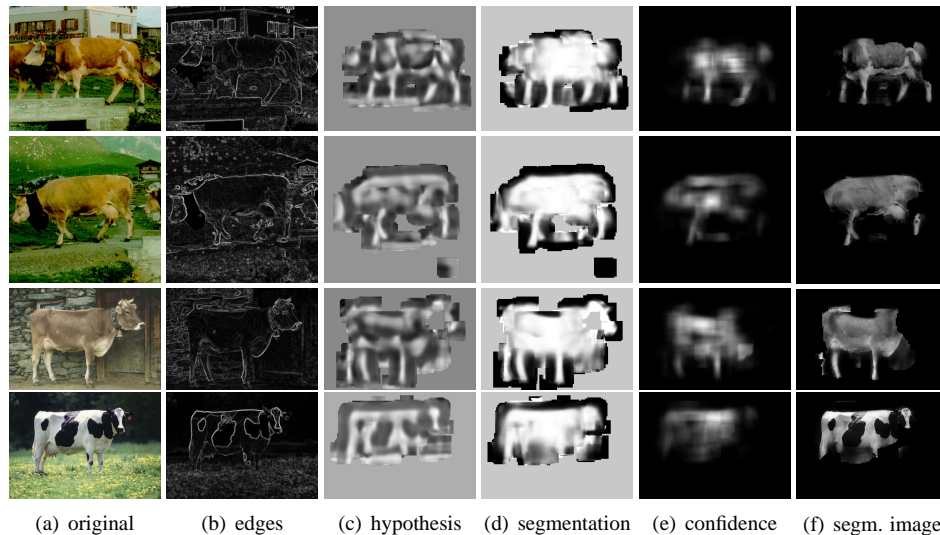 (a) original (b) edges (c) hypothesis (d) segmentation (e) confidence (f) segm. image